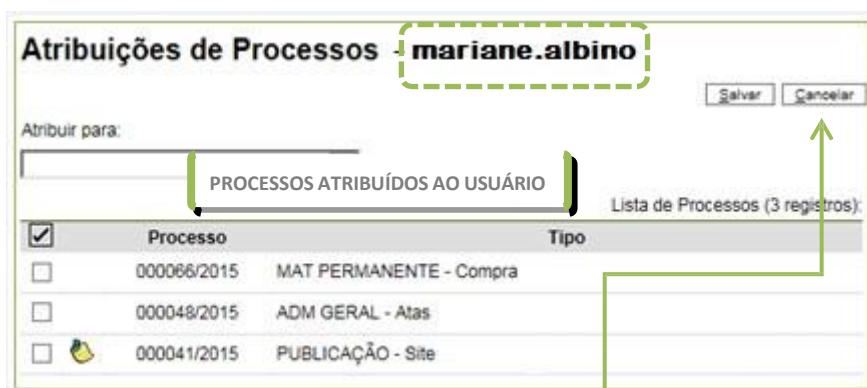 Atribuições de Processos - mariane.albino
Salvar Cancelar
Atribuir para:
PROCESSOS ATRIBUÍDOS AO USUÁRIO
Lista de Processos (3 registros):
Processo Tipo
000066/2015 MAT PERMANENTE - Compra
000048/2015 ADM GERAL - Atas
000041/2015 PUBLICAÇÃO - Site